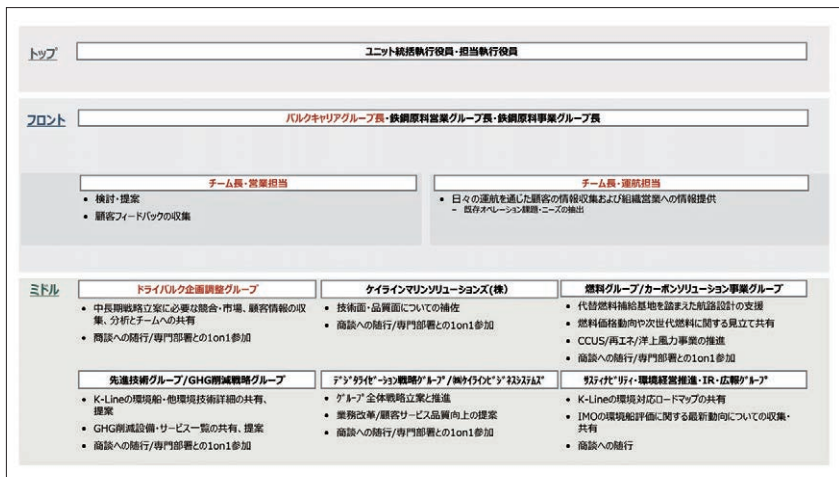 トップ
ユニット統括執行役員・担当執行役員
フロント
バルクキャリアグループ長・鉄鋼原料営業グループ長・鉄鋼原料事業グループ長
チーム長・営業担当
• 検討・提案
• 顧客フィードバックの収集
チーム長・運航担当
• 日々の運航を通じた顧客の情報収集および組織営業への情報提供
− 既存オペレーション課題・ニーズの抽出
ミドル
ドライバルク企画調整グループ
• 中長期戦略立案に必要な競合・市場、顧客情報の収
集、分析とチームへの共有
• 商談への随行/専門部署との1on1参加
ケイラインマリンソリューションズ(株)
• 技術面・品質面についての補佐
• 商談への随行/専門部署との1on1参加
燃料グループ/カーボンソリューション事業グループ
• 代替燃料補給基地を踏まえた航路設計の支援
• 燃料価格動向や次世代燃料に関する見立て共有
• CCUS/再エネ/洋上風力事業の推進
• 商談への随行/専門部署との1on1参加
先進技術グループ/GHG削減戦略グループ
• K-Lineの環境船・他環境技術詳細の共有、
提案
• GHG削減設備・サービス一覧の共有、提案
• 商談への随行/専門部署との1on1参加
デジタライゼーション戦略グループ/㈱ケイラインビジネスシステムズ
• グループ全体戦略立案と推進
• 業務改革/顧客サービス品質向上の提案
• 商談への随行/専門部署との1on1参加
サスティナビリティ・環境経営推進・IR・広報グループ
• K-Lineの環境対応ロードマップの共有
• IMOの環境船評価に関する最新動向についての収集・
共有
• 商談への随行